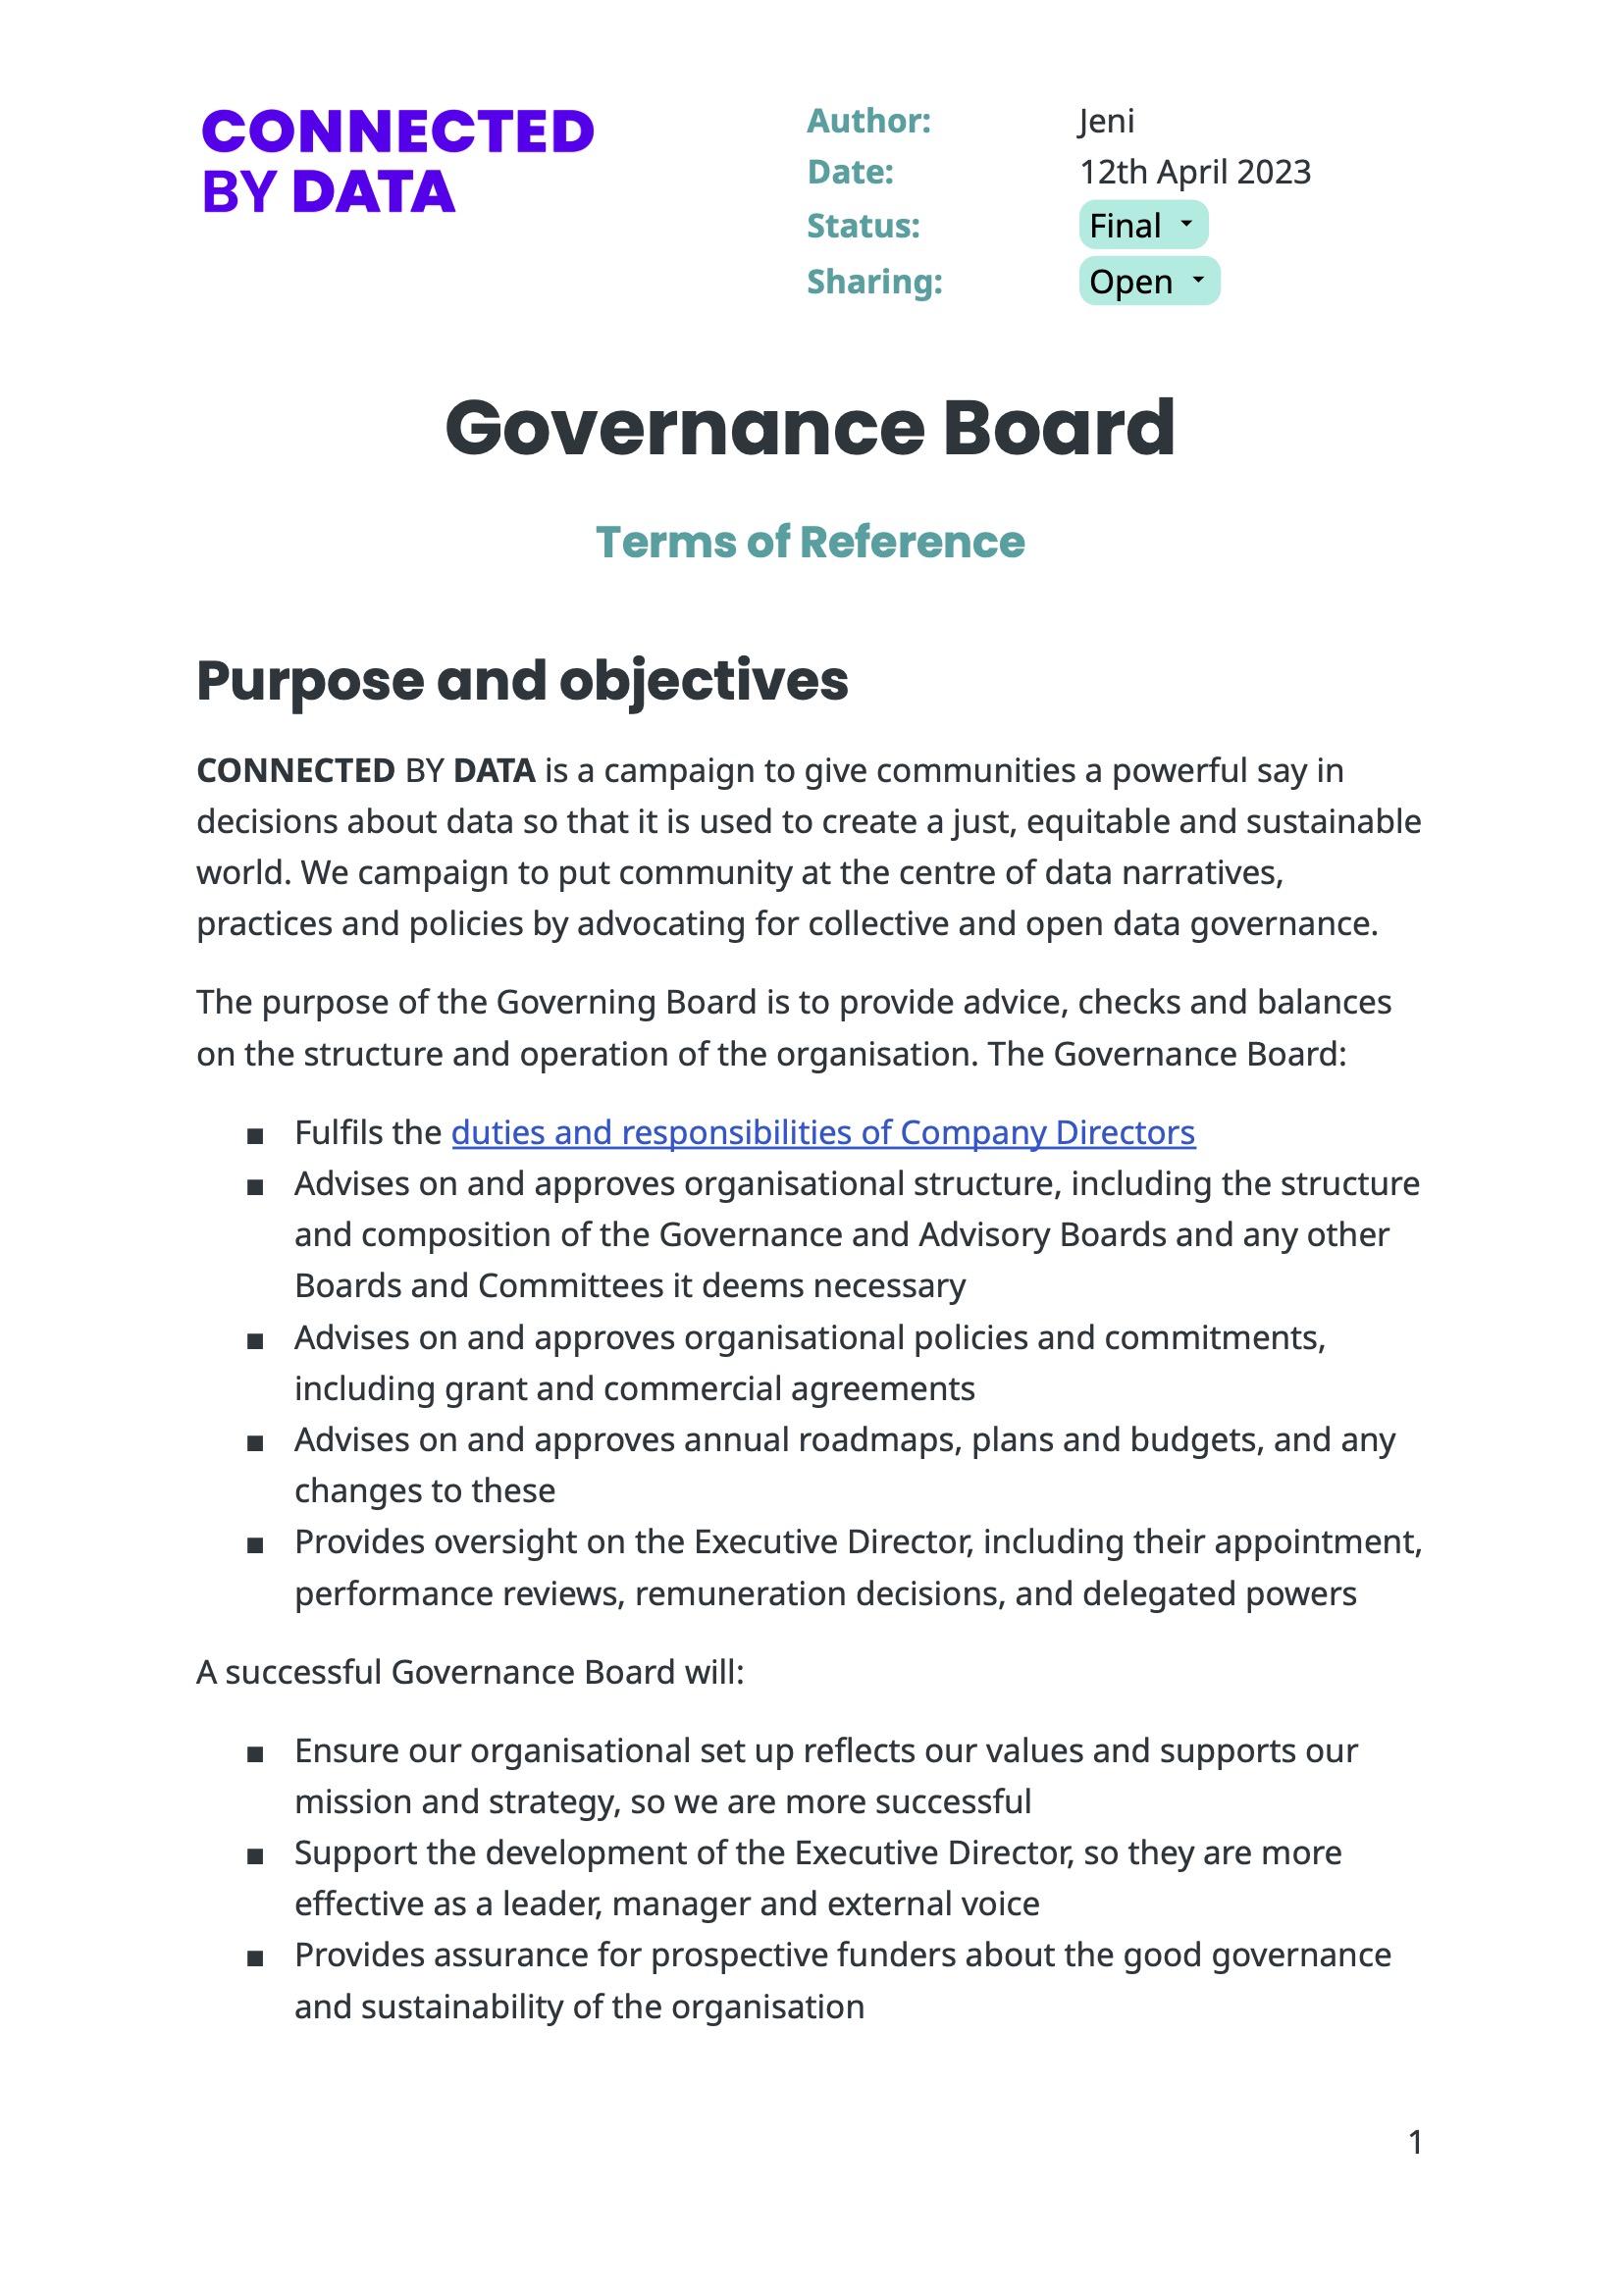 CONNECTED
BY DATA
Author: Jeni
Date: 12th April 2023
Status: Final
Sharing: Open
Governance Board
Terms of Reference
Purpose and objectives
CONNECTED BY DATA is a campaign to give communities a powerful say in
decisions about data so that it is used to create a just, equitable and sustainable
world. We campaign to put community at the centre of data narratives,
practices and policies by advocating for collective and open data governance.
The purpose of the Governing Board is to provide advice, checks and balances
on the structure and operation of the organisation. The Governance Board:
■ Fulfils the duties and responsibilities of Company Directors
■ Advises on and approves organisational structure, including the structure
and composition of the Governance and Advisory Boards and any other
Boards and Committees it deems necessary
■ Advises on and approves organisational policies and commitments,
including grant and commercial agreements
■ Advises on and approves annual roadmaps, plans and budgets, and any
changes to these
■ Provides oversight on the Executive Director, including their appointment,
performance reviews, remuneration decisions, and delegated powers
A successful Governance Board will:
■ Ensure our organisational set up reflects our values and supports our
mission and strategy, so we are more successful
■ Support the development of the Executive Director, so they are more
effective as a leader, manager and external voice
■ Provides assurance for prospective funders about the good governance
and sustainability of the organisation
1